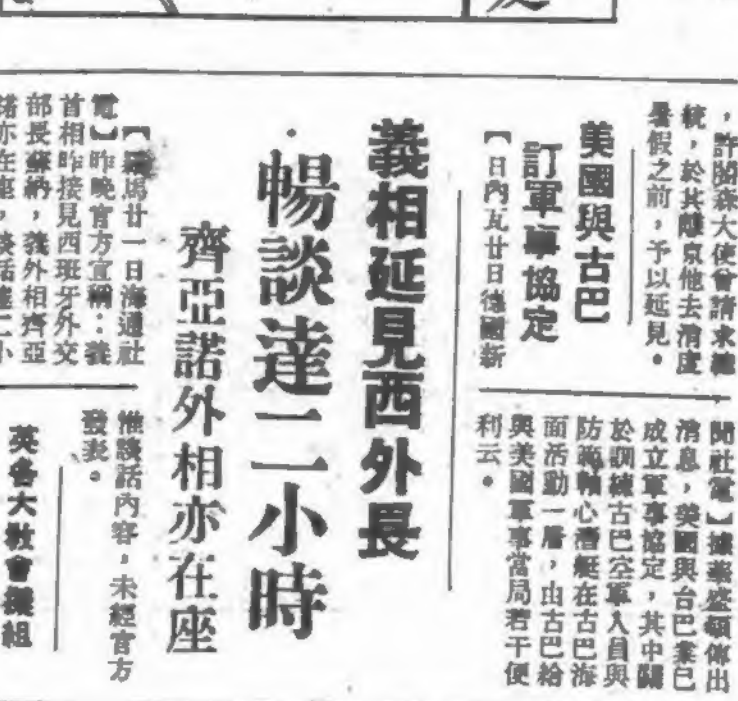 ，許閣森大使曾請求總
統，於其離京他去消度
暑假之前，予以延見。
美國與古巴
訂軍事協定
【日內瓦廿日德國新
聞社電】據華盛頓傳出
消息，美國與台巴業已
成立軍事協定，其中關
於訓練古巴空軍人員與
防範軸心潛艇在古巴海
面活動一層，由古巴給
與美國軍事當局若干便
利云。
義相延見西外長
暢談達二小時
齊亞諾外相亦在座
【羅馬廿一日海通社
電】昨晚官方宣稱：義
首相昨接見西班牙外交
部長蘇納，義外相齊亞
諾亦在座，談話達二小
惟談話內容，未經官方
發表。
英各大教會擬組